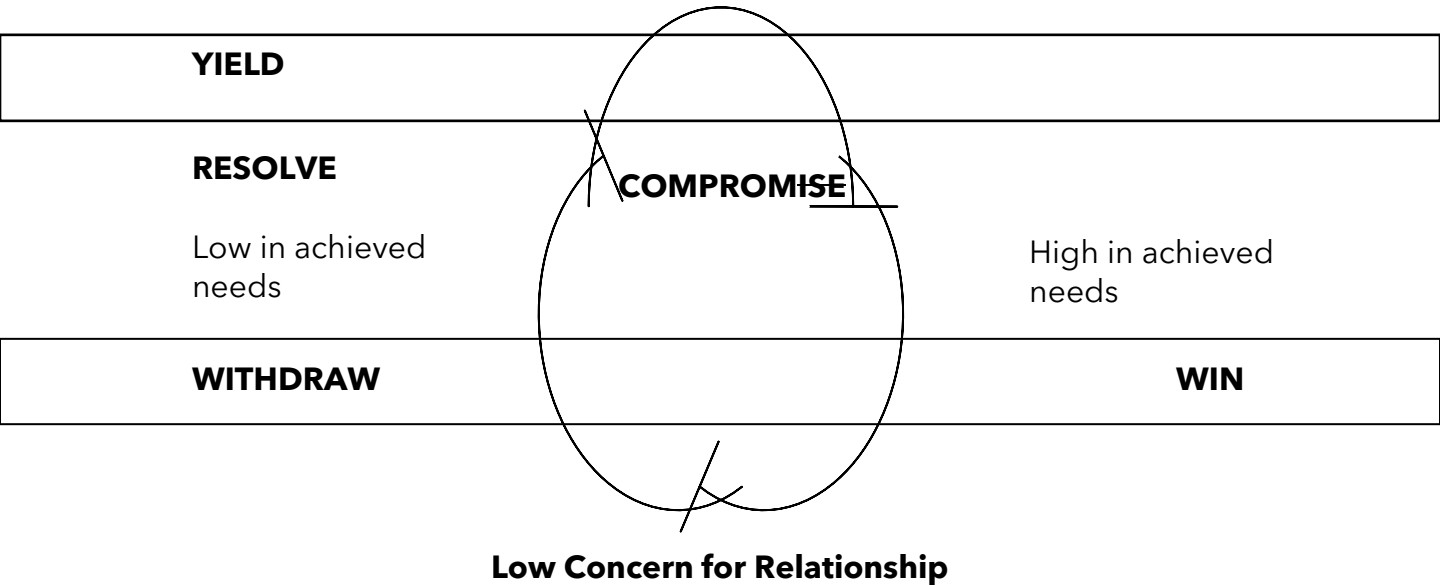 YIELD
RESOLVE
COMPROMISE
Low in achieved
needs
High in achieved
needs
WITHDRAW
WIN
Low Concern for Relationship